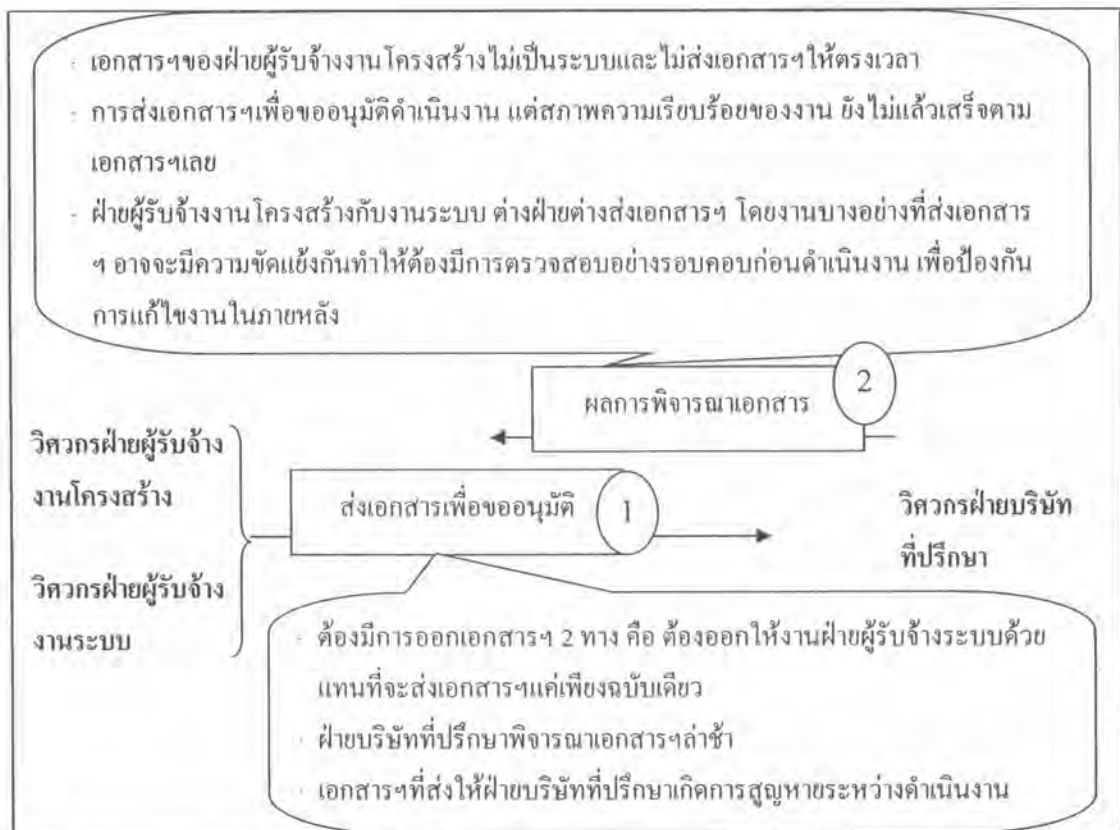 - เอกสารฯของฝ่ายผู้รับจ้างงานโครงสร้างไม่เป็นระบบและไม่ส่งเอกสารฯให้ตรงเวลา
- การส่งเอกสารฯเพื่อขออนุมัติดำเนินงาน แต่สภาพความเรียบร้อยของงาน ยังไม่แล้วเสร็จตาม
เอกสารฯเลย
- ฝ่ายผู้รับจ้างงานโครงสร้างกับงานระบบ ต่างฝ่ายต่างส่งเอกสารฯ โดยงานบางอย่างที่ส่งเอกสาร
ฯ อาจจะมีความขัดแย้งกันทำให้ต้องมีการตรวจสอบอย่างรอบคอบก่อนดำเนินงาน เพื่อป้องกัน
การแก้ไขงานในภายหลัง
ผลการพิจารณาเอกสาร 2
วิศวกรฝ่ายผู้รับจ้าง
งานโครงสร้าง
ส่งเอกสารเพื่อขออนุมัติ 1
วิศวกรฝ่ายบริษัท
ที่ปรึกษา
วิศวกรฝ่ายผู้รับจ้าง
งานระบบ
- ต้องมีการออกเอกสารฯ 2 ทาง คือ ต้องออกให้งานฝ่ายผู้รับจ้างระบบด้วย
แทนที่จะส่งเอกสารฯแค่เพียงฉบับเดียว
- ฝ่ายบริษัทที่ปรึกษาพิจารณาเอกสารฯล่าช้า
- เอกสารฯที่ส่งให้ฝ่ายบริษัทที่ปรึกษาเกิดการสูญหายระหว่างดำเนินงาน